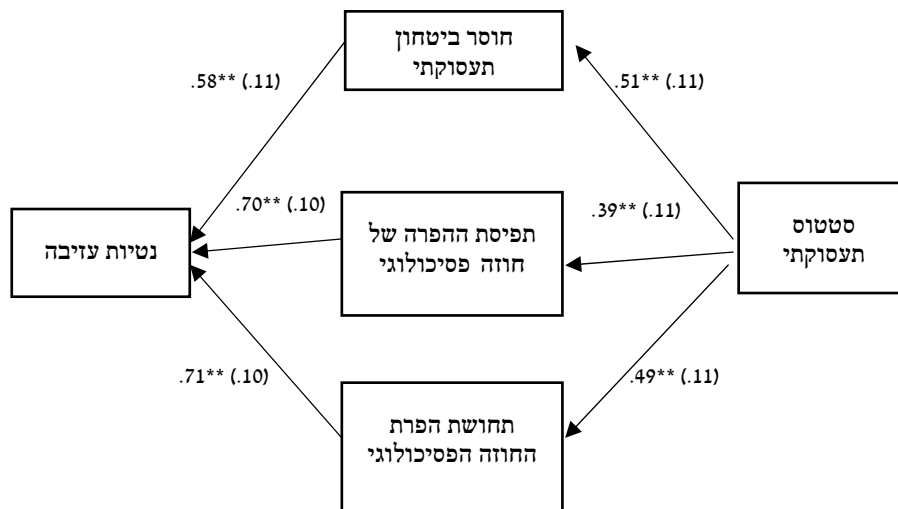 חוסר ביטחון
תעסוקתי
.51** (.11)
.58** (.11)
סטטוס
תעסוקתי
.39** (.11)
תפיסת ההפרה של
חוזה פסיכולוגי
.70** (.10)
נטיות עזיבה
.49** (.11)
.71** (.10)
תחושת הפרת
החוזה הפסיכולוגי